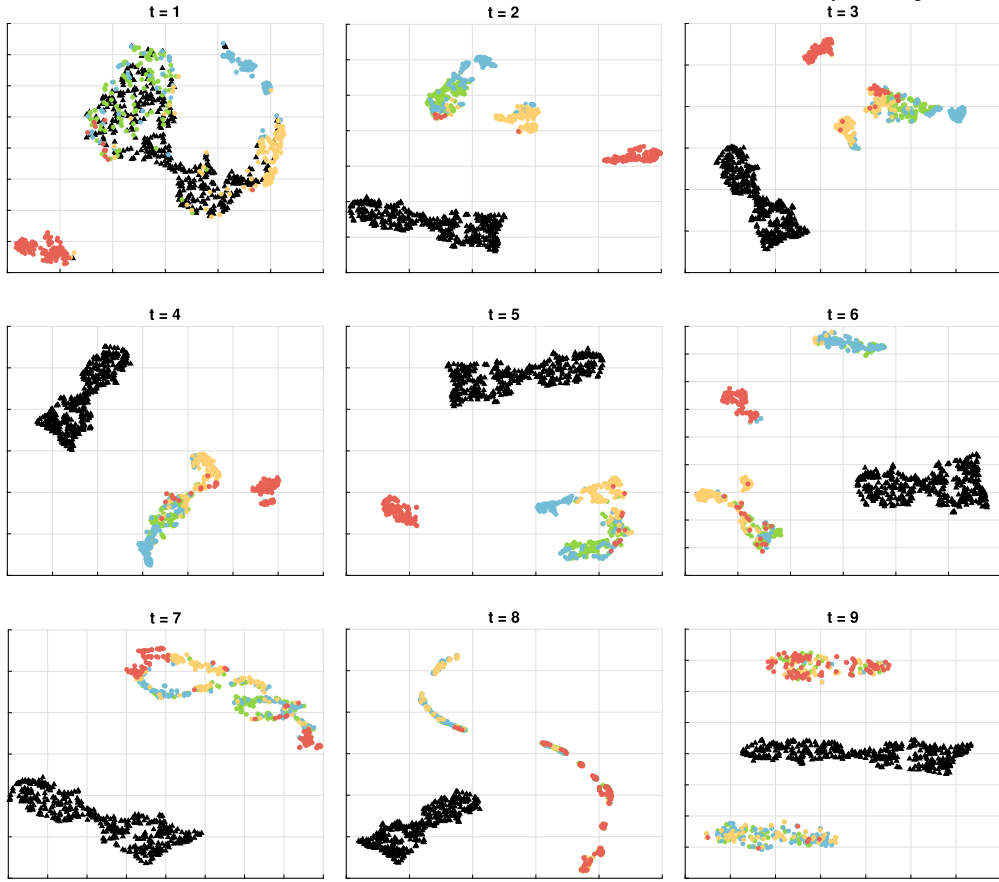 t = 1
t = 2
t = 3
t = 4
t = 5
t = 6
t = 7
t = 8
t = 9